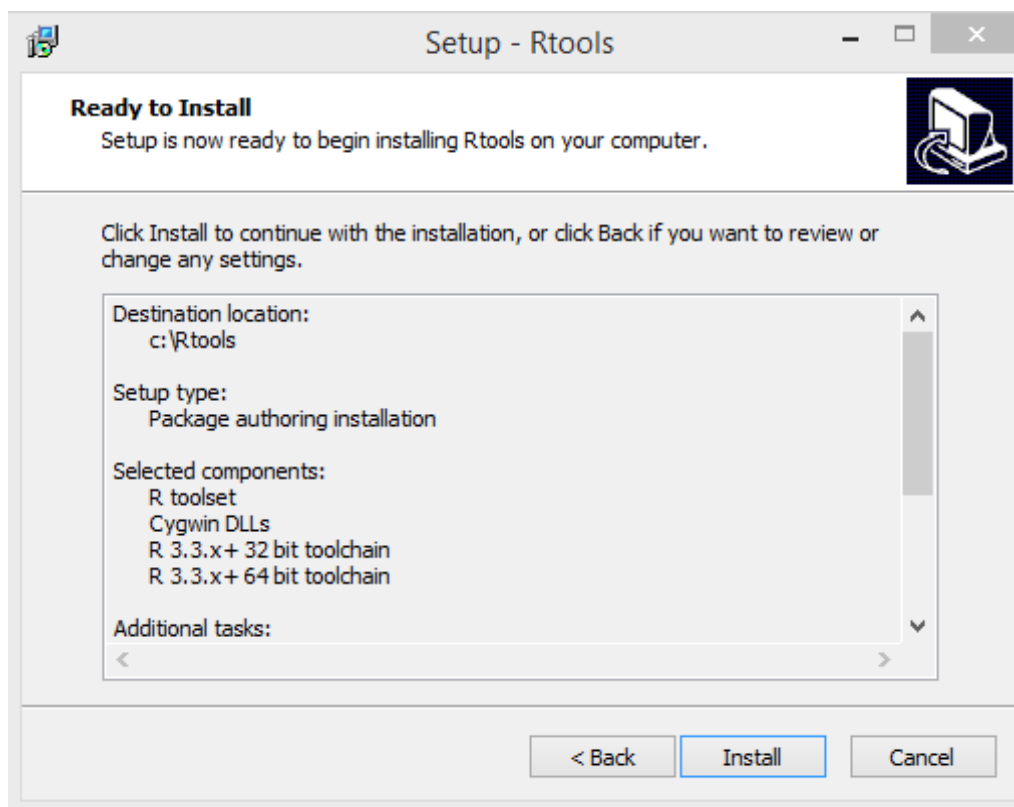 Setup - Rtools
Ready to Install
Setup is now ready to begin installing Rtools on your computer.
Click Install to continue with the installation, or click Back if you want to review or
change any settings.
Destination location:
c:\Rtools
Setup type:
Package authoring installation
Selected components:
R toolset
Cygwin DLLs
R 3.3.x+ 32 bit toolchain
R 3.3.x+ 64 bit toolchain
Additional tasks:
< Back
Install
Cancel